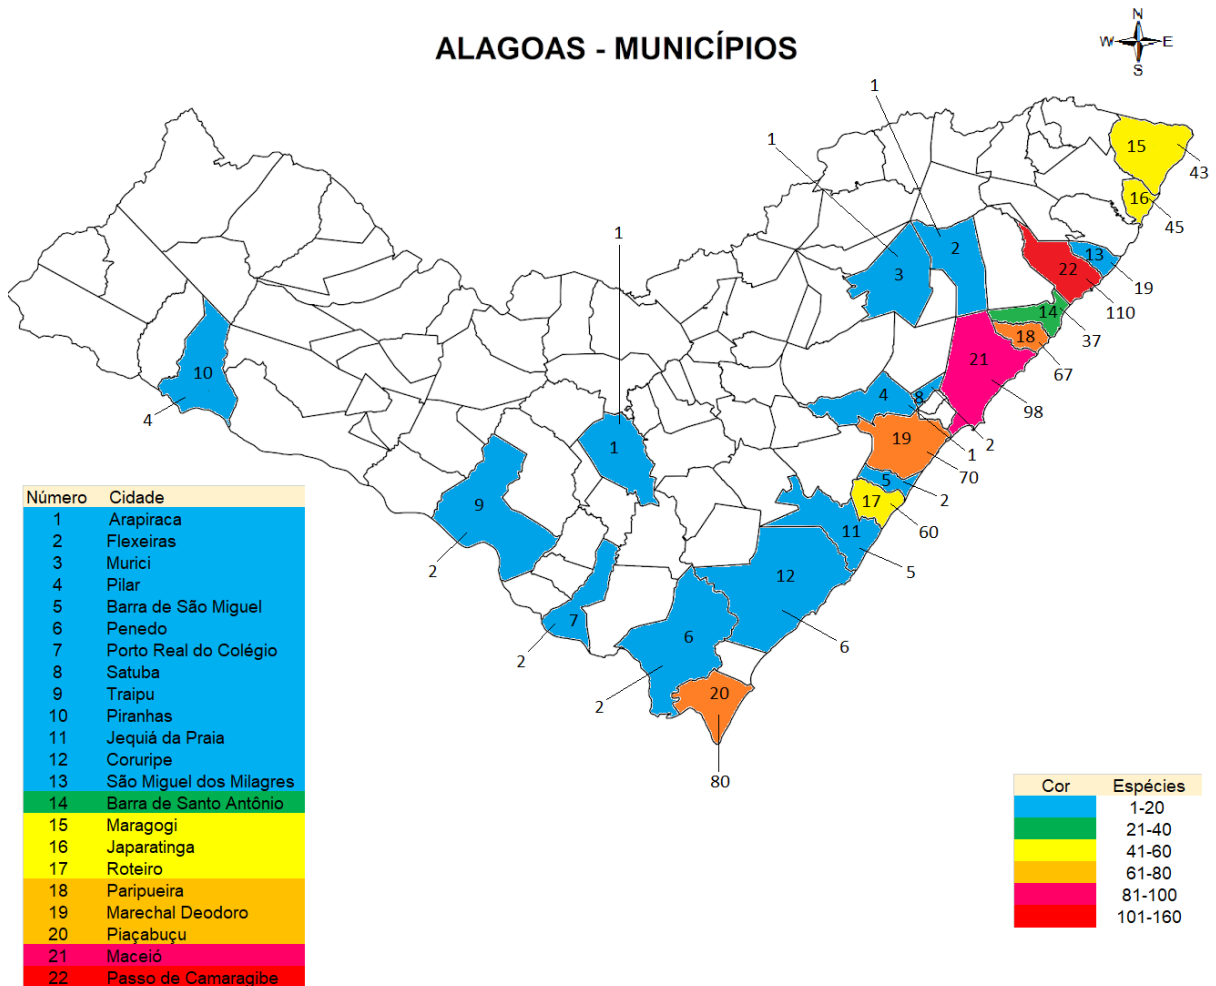 ALAGOAS - MUNICÍPIOS
N
W E
S
1
1
1
15
43
16
45
2
3
13
22
19
110
14
37
18
67
21
98
10
4
4
8
2
1
19
70
1
5
2
17
60
9
2
11
5
12
6
7
2
6
2
20
80
Número Cidade
1 Arapiraca
2 Flexeiras
3 Murici
4 Pilar
5 Barra de São Miguel
6 Penedo
7 Porto Real do Colégio
8 Satuba
9 Traipu
10 Piranhas
11 Jequiá da Praia
12 Coruripe
13 São Miguel dos Milagres
14 Barra de Santo Antônio
15 Maragogi
16 Japaratinga
17 Roteiro
18 Paripueira
19 Marechal Deodoro
20 Piaçabuçu
21 Maceió
22 Passo de Camaragibe
Cor Espécies
1-20
21-40
41-60
61-80
81-100
101-160